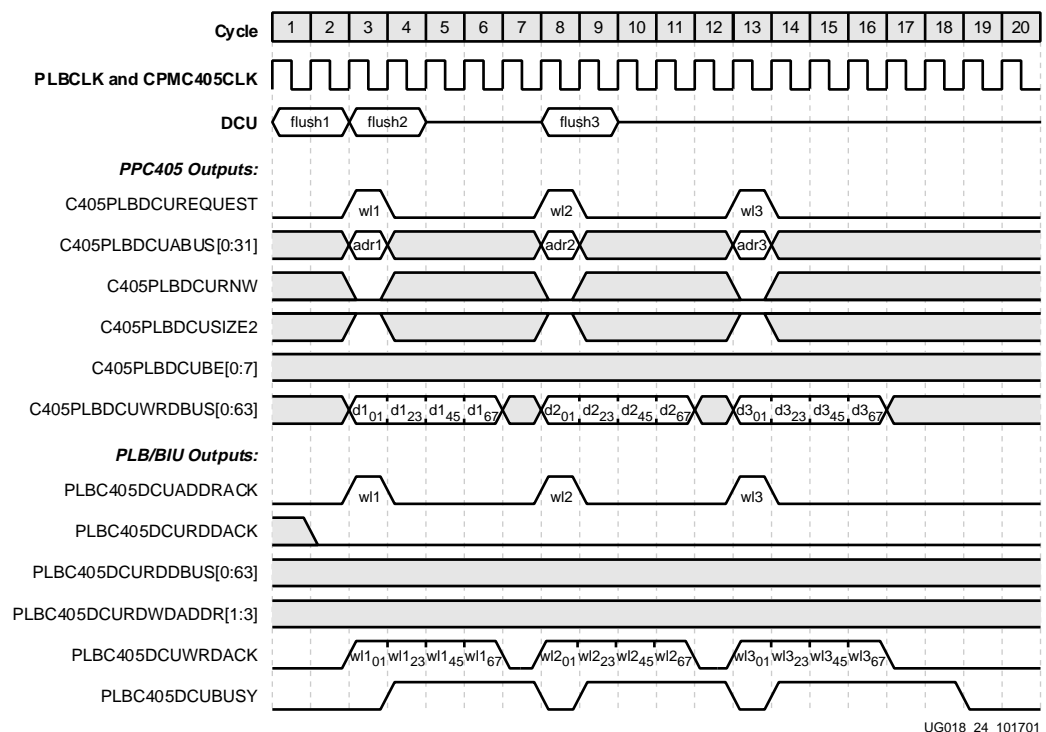 Cycle 1 2 3 4 5 6 7 8 9 10 11 12 13 14 15 16 17 18 19 20
PLBCLK and CPMC405CLK
DCU flush1 flush2 flush3
PPC405 Outputs:
C405PLBDCUREQUEST wl1 wl2 wl3
C405PLBDCUABUS[0:31] adr1 adr2 adr3
C405PLBDCURNW
C405PLBDCUSIZE2
C405PLBDCUBE[0:7]
C405PLBDCUWRDBUS[0:63] d101 d123 d145 d167 d201 d223 d245 d267 d301 d323 d345 d367
PLB/BIU Outputs:
PLBC405DCUADDRACK wl1 wl2 wl3
PLBC405DCURDDACK
PLBC405DCURDDBUS[0:63]
PLBC405DCURDWDADDR[1:3]
PLBC405DCUWRDACK wl101 wl123 wl145 wl167 wl201 wl223 wl245 wl267 wl301 wl323 wl345 wl367
PLBC405DCUBUSY
UG018_24_101701